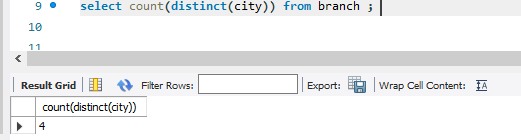 9 select count(distinct(city)) from branch ;
10
11
Result Grid Filter Rows: Export: Wrap Cell Content: IA
count(distinct(city))
4